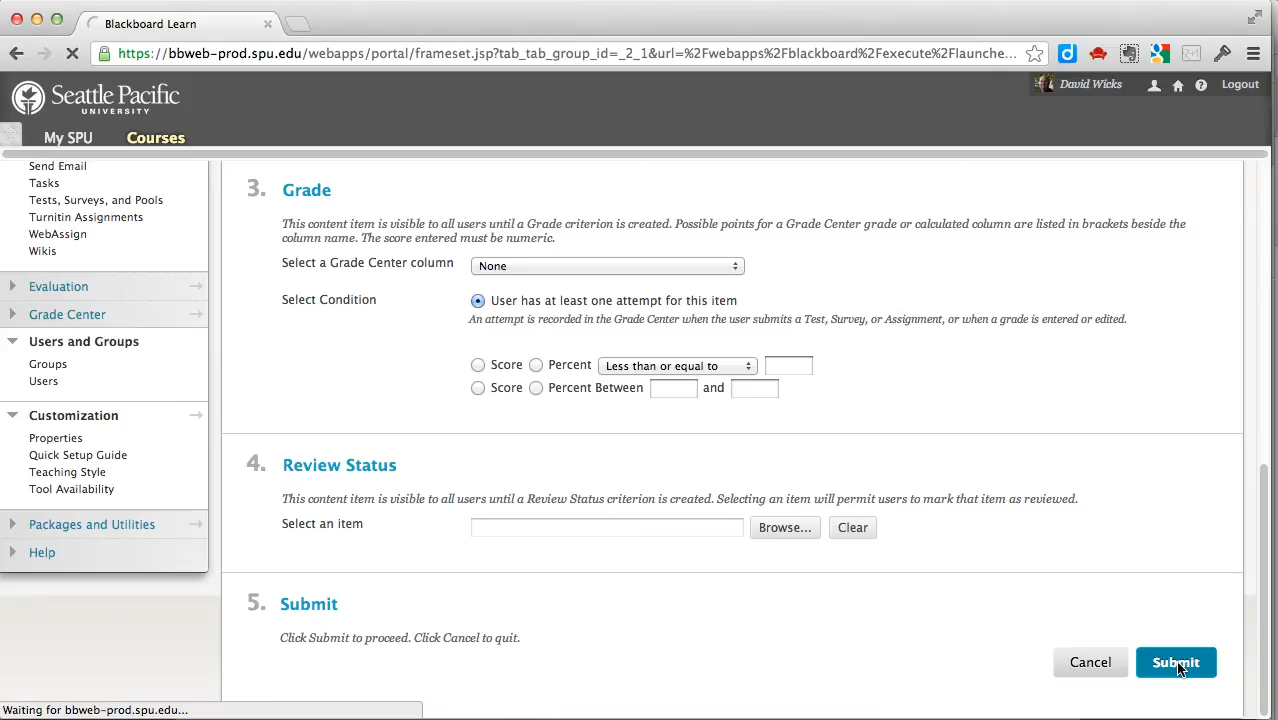 Blackboard Learn
https://bbweb-prod.spu.edu/webapps/portal/frameset.jsp?tab_tab_group_id=_2_1&url=%2Fwebapps%2Fblackboard%2Fexecute%2Flaunche...
Seattle Pacific
UNIVERSITY
David Wicks
Logout
My SPU
Courses
Send Email
Tasks
Tests, Surveys, and Pools
Turnitin Assignments
WebAssign
Wikis
Evaluation
Grade Center
Users and Groups
Groups
Users
Customization
Properties
Quick Setup Guide
Teaching Style
Tool Availability
Packages and Utilities
Help
3. Grade
This content item is visible to all users until a Grade criterion is created. Possible points for a Grade Center grade or calculated column are listed in brackets beside the
column name. The score entered must be numeric.
Select a Grade Center column None
Select Condition User has at least one attempt for this item
An attempt is recorded in the Grade Center when the user submits a Test, Survey, or Assignment, or when a grade is entered or edited.
Score Percent Less than or equal to
Score Percent Between and
4. Review Status
This content item is visible to all users until a Review Status criterion is created. Selecting an item will permit users to mark that item as reviewed.
Select an item Browse... Clear
5. Submit
Click Submit to proceed. Click Cancel to quit.
Cancel Submit
Waiting for bbweb-prod.spu.edu...